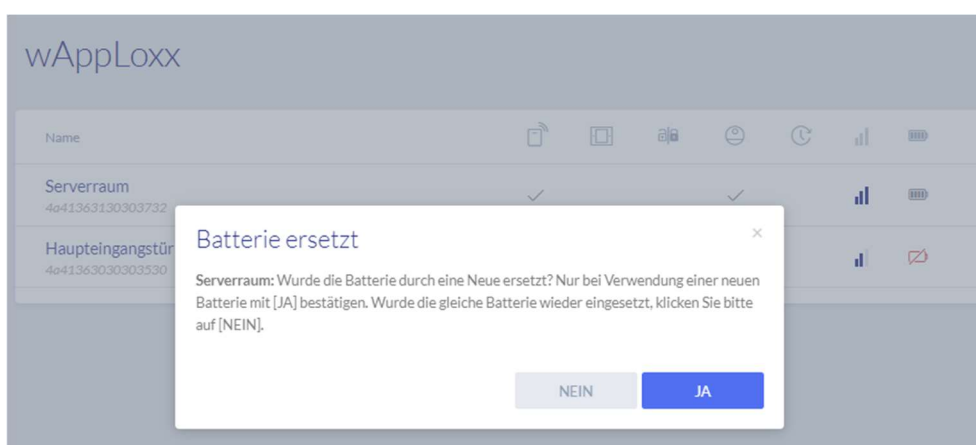 wAppLoxx
Name
Serverraum
4a41363130303732
Haupteingangstür
4a41363030303530
Batterie ersetzt
Serverraum: Wurde die Batterie durch eine Neue ersetzt? Nur bei Verwendung einer neuen
Batterie mit [JA] bestätigen. Wurde die gleiche Batterie wieder eingesetzt, klicken Sie bitte
auf [NEIN].
NEIN
JA